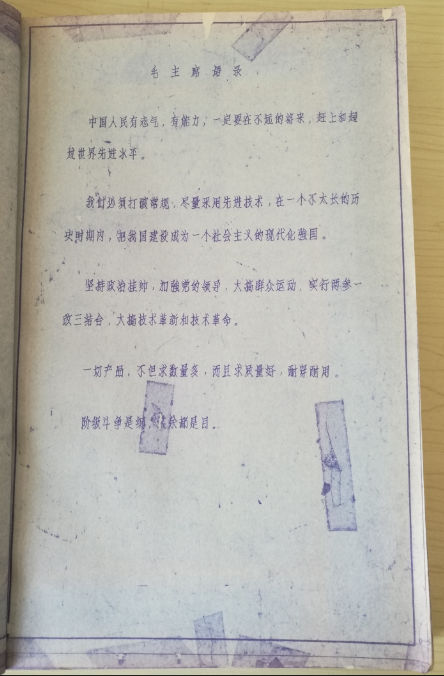 毛主席语录
中国人民有志气，有能力，一定要在不远的将来，赶上和超
越世界先进水平。
我们必须打破常规，尽量采用先进技术，在一个不太长的历
史时期内，把我国建设成为一个社会主义的现代化强国。
坚持政治挂帅，加强党的领导，大搞群众运动，实行两参一
改三结合，大搞技术革新和技术革命。
一切产品，不但求数量多，而且求质量好，耐穿耐用。
阶级斗争是纲，其余都是目。